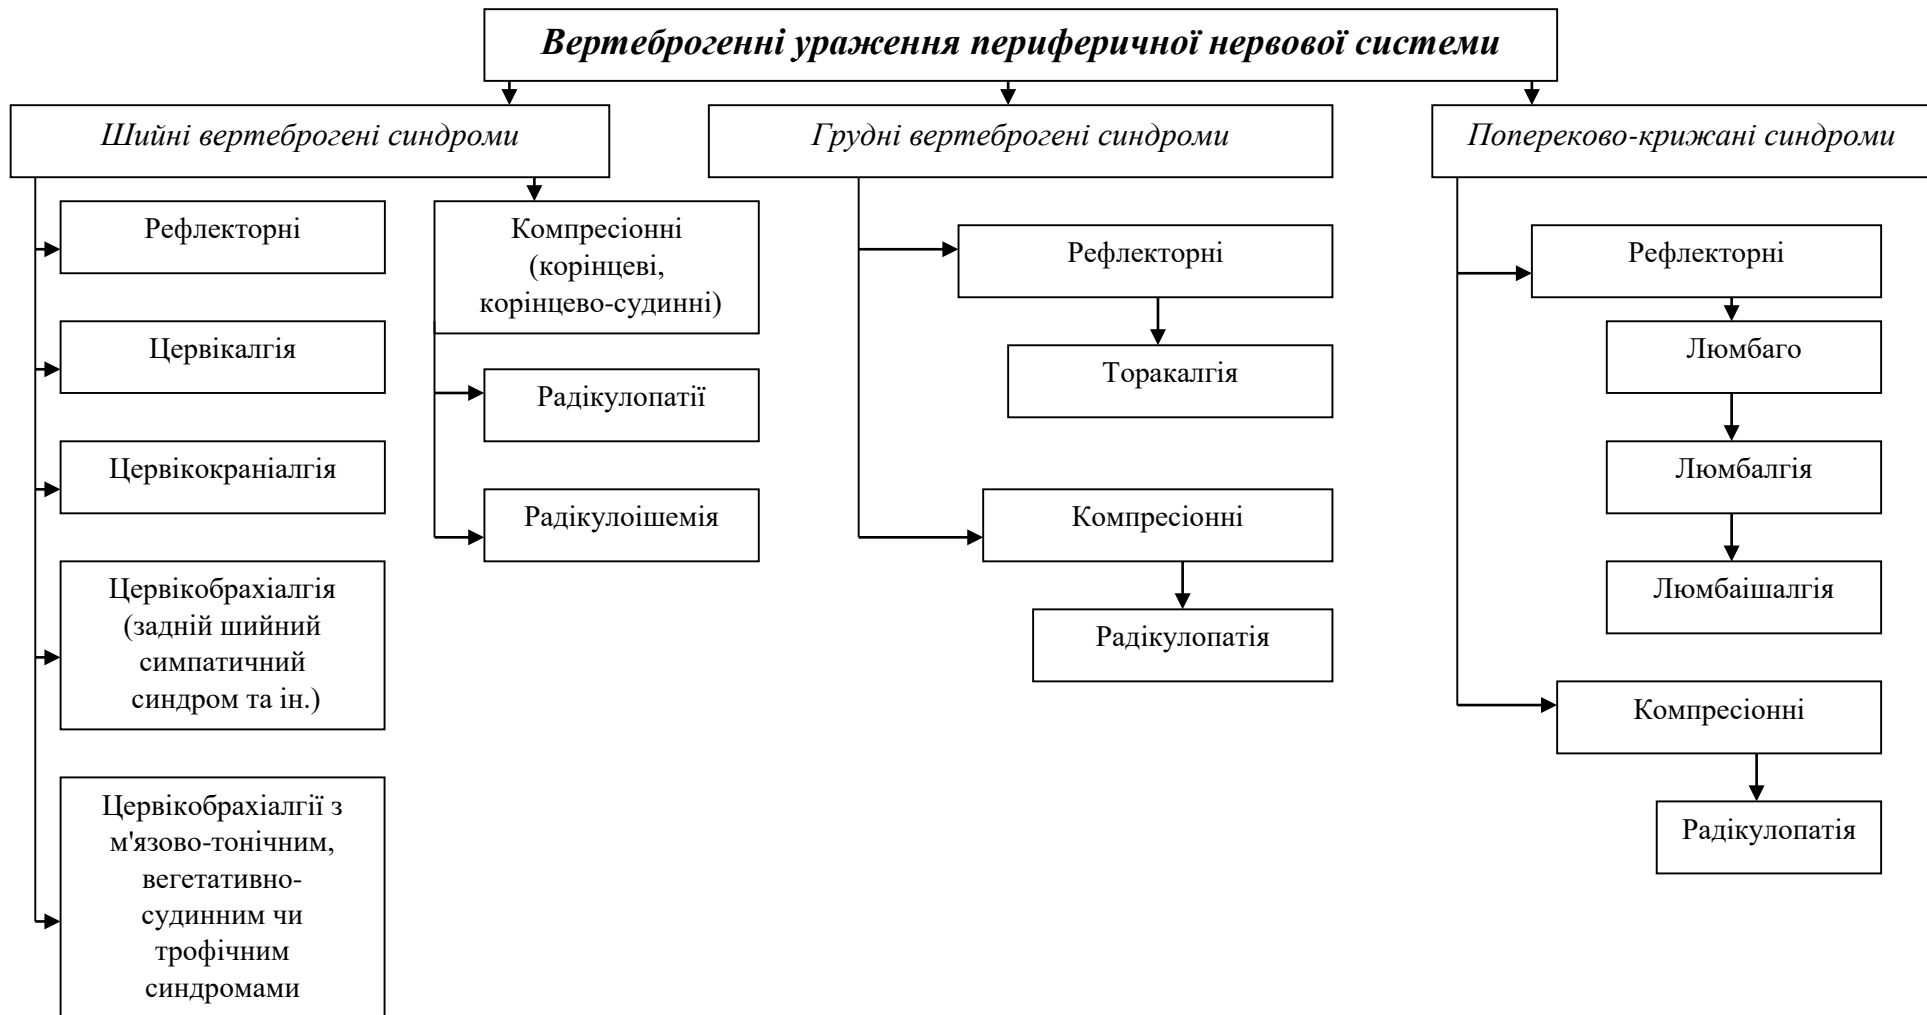 Вертеброгенні ураження периферичної нервової системи
Шийні вертеброгені синдроми
Рефлекторні
Цервікалгія
Цервікокраніалгія
Цервікобрахіалгія
(задній шийний
симпатичний
синдром та ін.)
Цервікобрахіалгії з
м'язово-тонічним,
вегетативно-
судинним чи
трофічним
синдромами
Компресіонні
(корінцеві,
корінцево-судинні)
Радікулопатії
Радікулоішемія
Грудні вертеброгені синдроми
Рефлекторні
Торакалгія
Компресіонні
Радікулопатія
Попереково-крижані синдроми
Рефлекторні
Люмбаго
Люмбалгія
Люмбаішалгія
Компресіонні
Радікулопатія